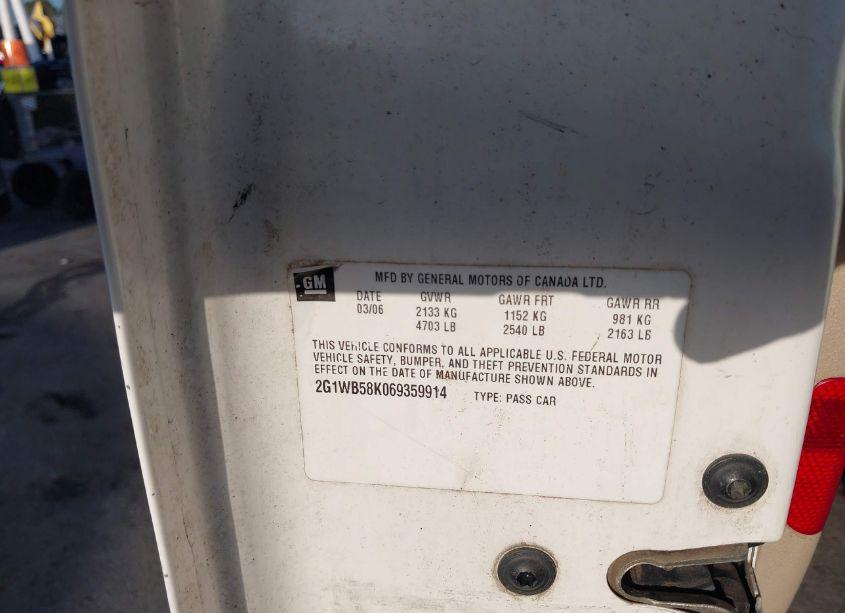 GM
MFD BY GENERAL MOTORS OF CANADA LTD.
DATE GVWR GAWR FRT GAWR RR
03/06 2133 KG 1152 KG 981 KG
4703 LB 2540 LB 2163 LB
THIS VEHICLE CONFORMS TO ALL APPLICABLE U.S. FEDERAL MOTOR
VEHICLE SAFETY, BUMPER, AND THEFT PREVENTION STANDARDS IN
EFFECT ON THE DATE OF MANUFACTURE SHOWN ABOVE.
2G1WB58K069359914 TYPE: PASS CAR